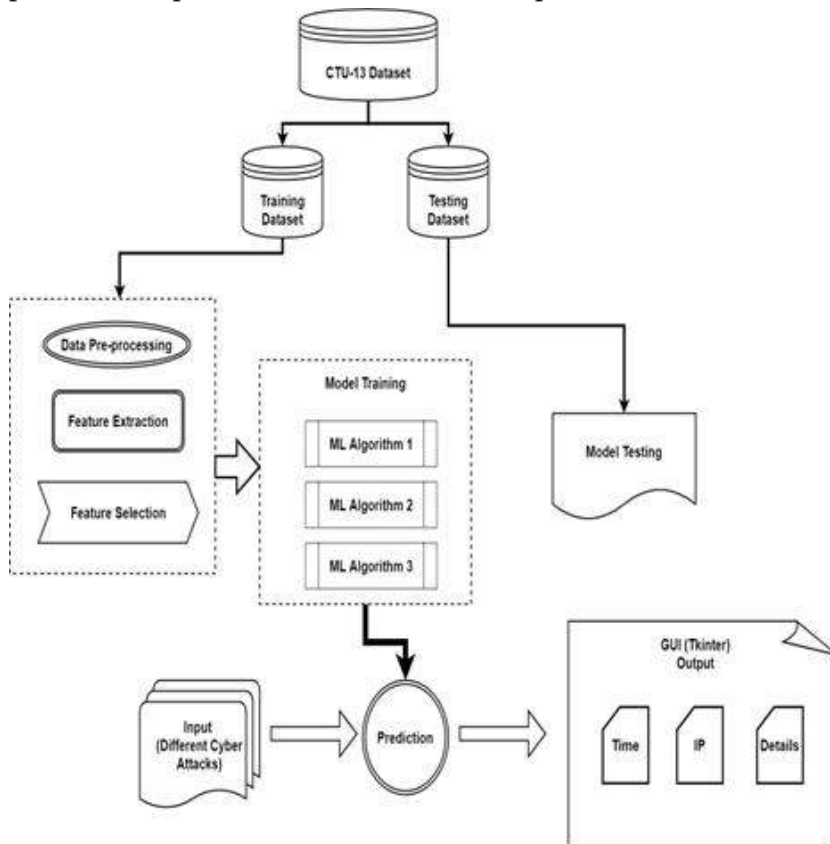 CTU-13 Dataset
Training
Dataset
Testing
Dataset
Data Pre-processing
Feature Extraction
Feature Selection
Model Training
ML Algorithm 1
ML Algorithm 2
ML Algorithm 3
Model Testing
Input
(Different Cyber
Attacks)
Prediction
GUI (Tkinter)
Output
Time
IP
Details